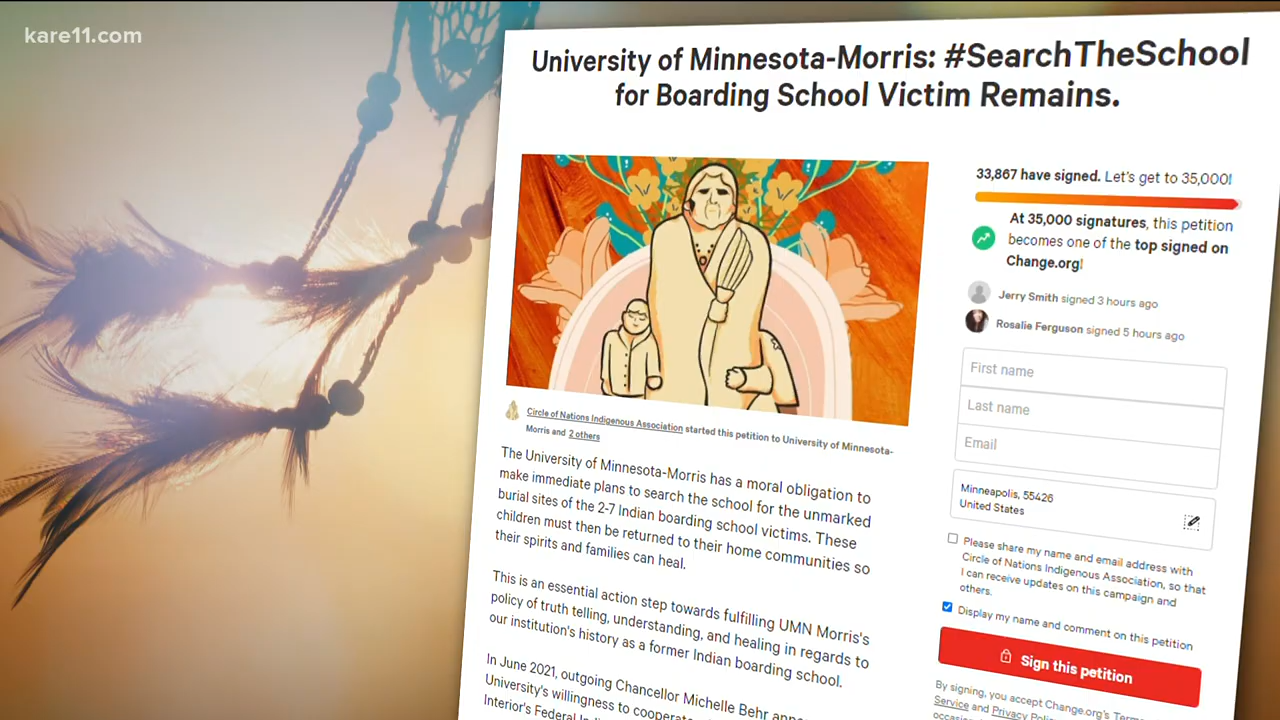 kare11.com
University of Minnesota-Morris: #SearchTheSchool
for Boarding School Victim Remains.
33,867 have signed. Let's get to 35,000!
At 35,000 signatures, this petition
becomes one of the top signed on
Change.org!
Jerry Smith signed 3 hours ago
Rosalie Ferguson signed 5 hours ago
First name
Last name
Email
Minneapolis, 55426
United States
Please share my name and email address with
Circle of Nations Indigenous Association, so that
I can receive updates on this campaign and
others.
Display my name and comment on this petition
Sign this petition
By signing, you accept Change.org's
Service and Privacy
Circle of Nations Indigenous Association started this petition to University of Minnesota-
Morris and 2 others
The University of Minnesota-Morris has a moral obligation to
make immediate plans to search the school for the unmarked
burial sites of the 2-7 Indian boarding school victims. These
children must then be returned to their home communities so
their spirits and families can heal.
This is an essential action step towards fulfilling UMN Morris's
policy of truth telling, understanding, and healing in regards to
our institution's history as a former Indian boarding school.
In June 2021, outgoing Chancellor Michelle Behr
University's willingness to
Interior's Federal